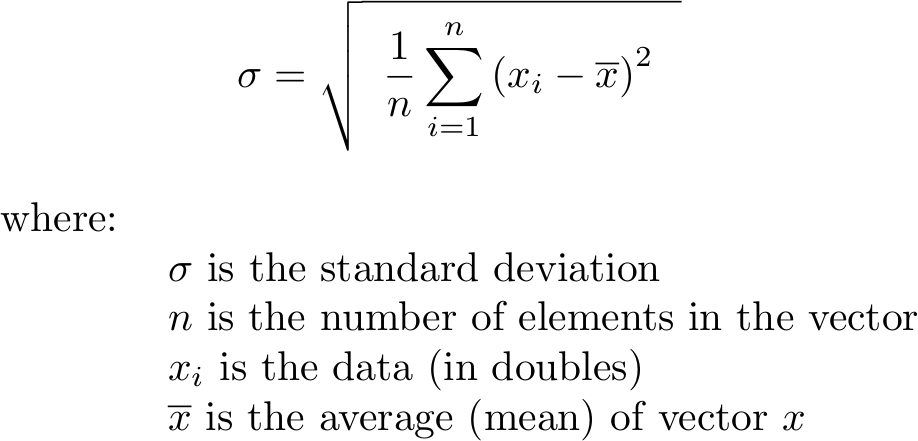 σ = √( 1/n ∑_{i=1}^{n} (x_i − x̅)² )
where:
σ is the standard deviation
n is the number of elements in the vector
x_i is the data (in doubles)
x̅ is the average (mean) of vector x